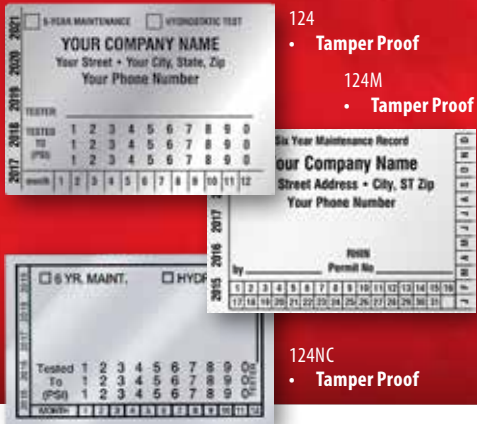 6-YEAR MAINTENANCE HYDROSTATIC TEST
YOUR COMPANY NAME
Your Street • Your City, State, Zip
Your Phone Number
TESTER
TESTED TO (PSI)
1 2 3 4 5 6 7 8 9 0
1 2 3 4 5 6 7 8 9 0
1 2 3 4 5 6 7 8 9 0
month 1 2 3 4 5 6 7 8 9 10 11 12
2017 2018 2019 2020 2021
124
• Tamper Proof
124M
• Tamper Proof
Six Year Maintenance Record
our Company Name
Street Address • City, ST Zip
Your Phone Number
RHIN
by Permit No
1 2 3 4 5 6 7 8 9 10 11 12 13 14 15 16
17 18 19 20 21 22 23 24 25 26 27 28 29 30 31
2015 2016 2017
6 YR. MAINT. HYDR
Tested To (PSI)
1 2 3 4 5 6 7 8 9 0
1 2 3 4 5 6 7 8 9 0
1 2 3 4 5 6 7 8 9 0
TESTER
MONTH 1 2 3 4 5 6 7 8 9 10 11 12
124NC
• Tamper Proof